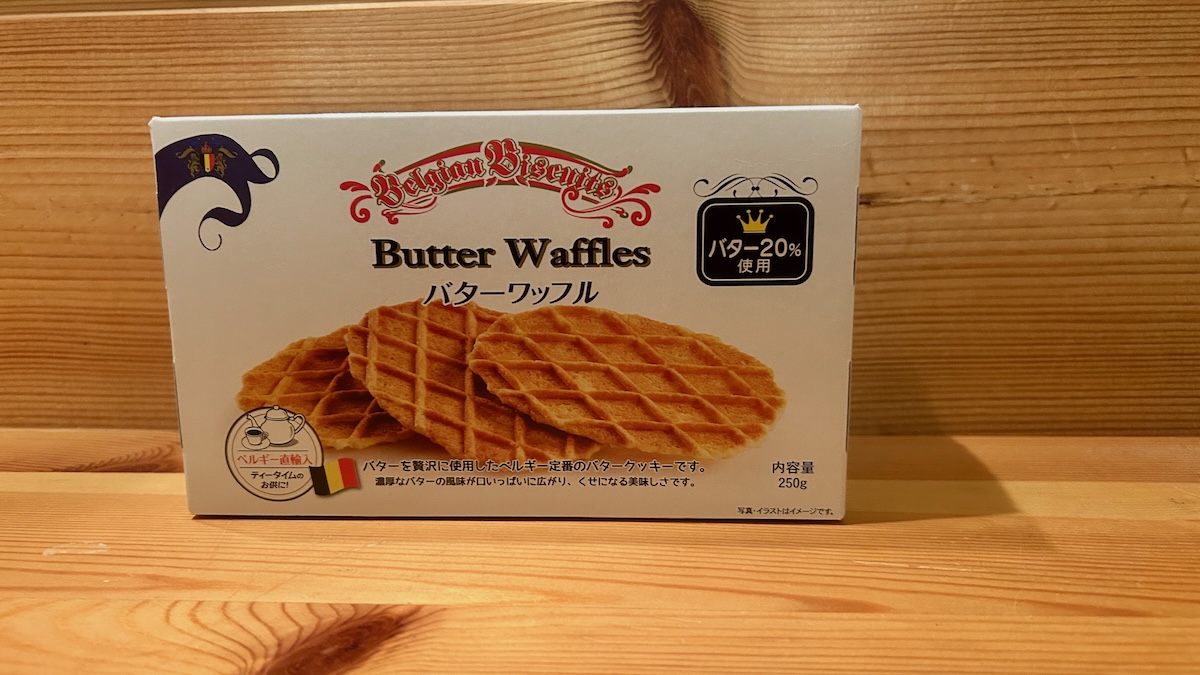 Belgian Biscuits
Butter Waffles
バターワッフル
バター20%
使用
ベルギー直輸入
ティータイムの
お供に!
バターを贅沢に使用したベルギー定番のバタークッキーです。
濃厚なバターの風味が口いっぱいに広がり、くせになる美味しさです。
内容量
250g
写真・イラストはイメージです。